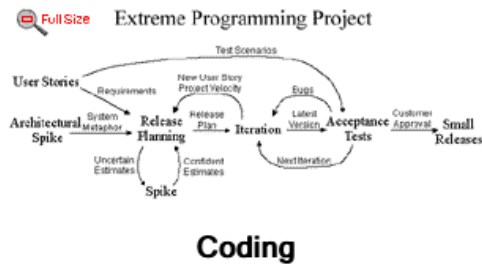 Full Size
Extreme Programming Project
Test Scenarios
User Stories
Requirements
New User Story
Project Velocity
Bugs
Architectural
Spike
System
Metaphor
Release
Planning
Release
Plan
Iteration
Latest
Version
Acceptance
Tests
Customer
Approval
Small
Releases
Uncertain
Estimates
Confident
Estimates
Next Iteration
Spike
Coding